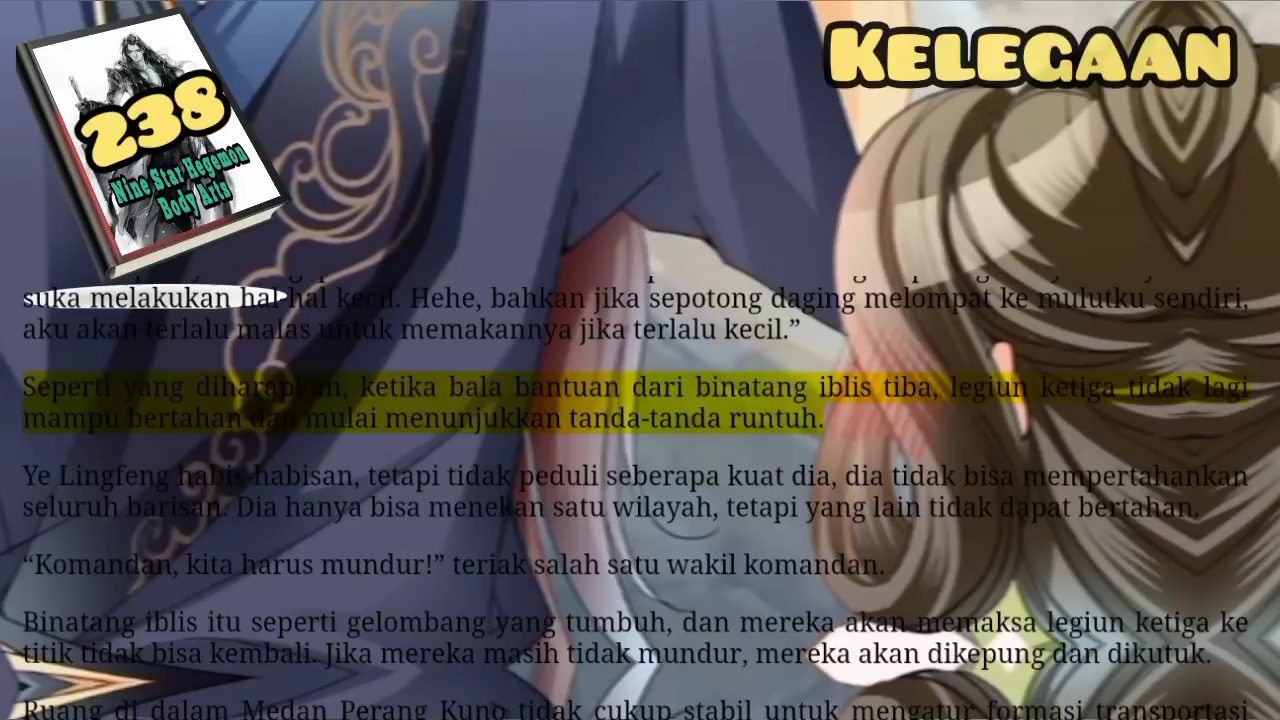 KELEGAAN
238
Nine Star Hegemon
Body Arts
suka melakukan hal-hal kecil. Hehe, bahkan jika sepotong daging melompat ke mulutku sendiri,
aku akan terlalu malas untuk memakannya jika terlalu kecil.”
Seperti yang diharapkan, ketika bala bantuan dari binatang iblis tiba, legiun ketiga tidak lagi
mampu bertahan dan mulai menunjukkan tanda-tanda runtuh.
Ye Lingfeng habis-habisan, tetapi tidak peduli seberapa kuat dia, dia tidak bisa mempertahankan
seluruh barisan. Dia hanya bisa menekan satu wilayah, tetapi yang lain tidak dapat bertahan.
“Komandan, kita harus mundur!” teriak salah satu wakil komandan.
Binatang iblis itu seperti gelombang yang tumbuh, dan mereka akan memaksa legiun ketiga ke
titik tidak bisa kembali. Jika mereka masih tidak mundur, mereka akan dikepung dan dikutuk.
Ruang di dalam Medan Perang Kuno tidak cukup stabil untuk mengatur formasi transportasi